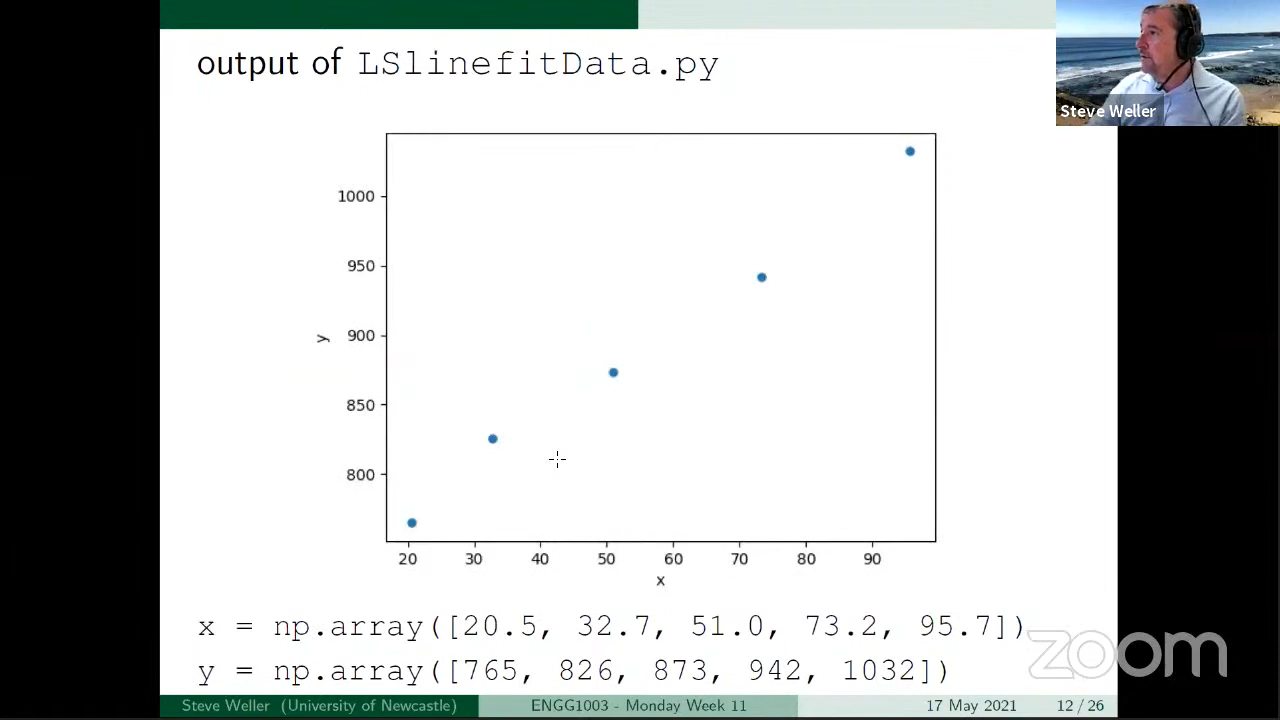 output of LSlinefitData.py
Steve Weller
1000
950
900
850
800
y
20 30 40 50 60 70 80 90
x
x = np.array([20.5, 32.7, 51.0, 73.2, 95.7])
y = np.array([765, 826, 873, 942, 1032])
zoom
Steve Weller (University of Newcastle) ENGG1003 - Monday Week 11 17 May 2021 12 / 26